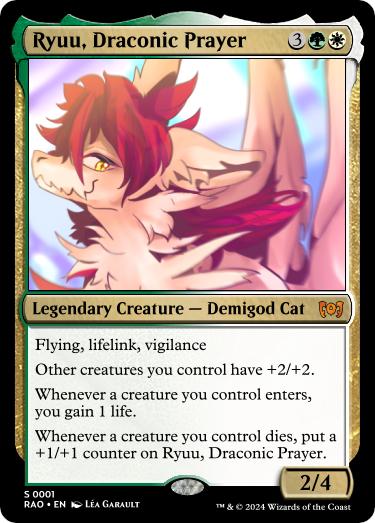 Ryuu, Draconic Prayer 3
Legendary Creature — Demigod Cat
Flying, lifelink, vigilance
Other creatures you control have +2/+2.
Whenever a creature you control enters,
you gain 1 life.
Whenever a creature you control dies, put a
+1/+1 counter on Ryuu, Draconic Prayer.
2/4
S 0001
RAO • EN Léa Garault
™ & © 2024 Wizards of the Coast